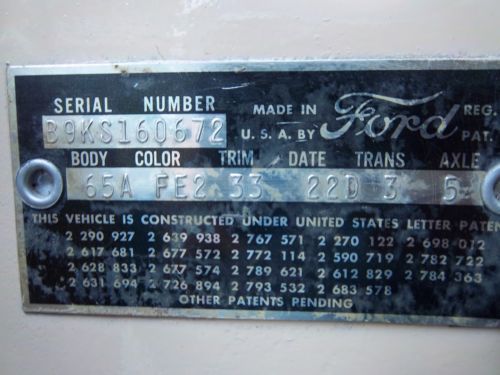 SERIAL NUMBER MADE IN Ford REG.
B9KS160672 U.S.A. BY PAT.
BODY COLOR TRIM DATE TRANS AXLE
65A FE2 33 22D 3 5
THIS VEHICLE IS CONSTRUCTED UNDER UNITED STATES LETTER PATENT
2 290 927 2 639 938 2 767 571 2 270 122 2 698 012
2 617 681 2 677 572 2 772 114 2 590 719 2 782 722
2 628 833 2 677 574 2 789 621 2 612 829 2 784 363
2 631 694 2 726 894 2 793 532 2 683 578
OTHER PATENTS PENDING